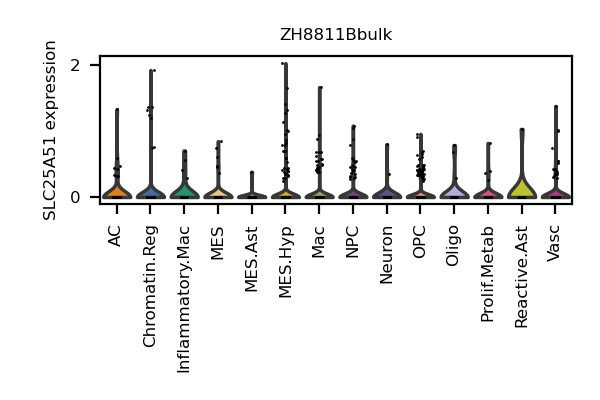 ZH8811Bbulk
SLC25A51 expression
2
0
AC
Chromatin.Reg
Inflammatory.Mac
MES
MES.Ast
MES.Hyp
Mac
NPC
Neuron
OPC
Oligo
Prolif.Metab
Reactive.Ast
Vasc